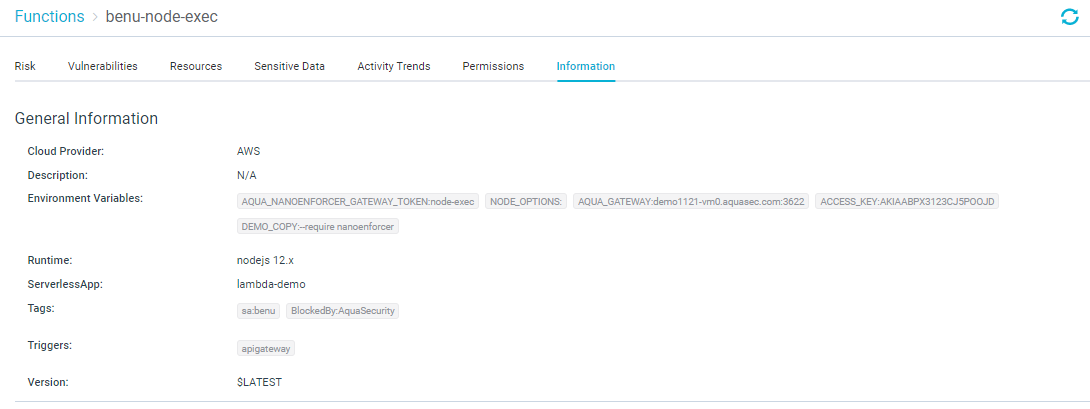 Functions > benu-node-exec
Risk Vulnerabilities Resources Sensitive Data Activity Trends Permissions Information
General Information
Cloud Provider: AWS
Description: N/A
Environment Variables: AQUA_NANOENFORCER_GATEWAY_TOKEN:node-exec NODE_OPTIONS: AQUA_GATEWAY:demo1121-vm0.aquasec.com:3622 ACCESS_KEY:AKIAABPX3123CJ5POOJD
DEMO_COPY:--require nanoenforcer
Runtime: nodejs 12.x
ServerlessApp: lambda-demo
Tags: sa:benu BlockedBy:AquaSecurity
Triggers: apigateway
Version: $LATEST